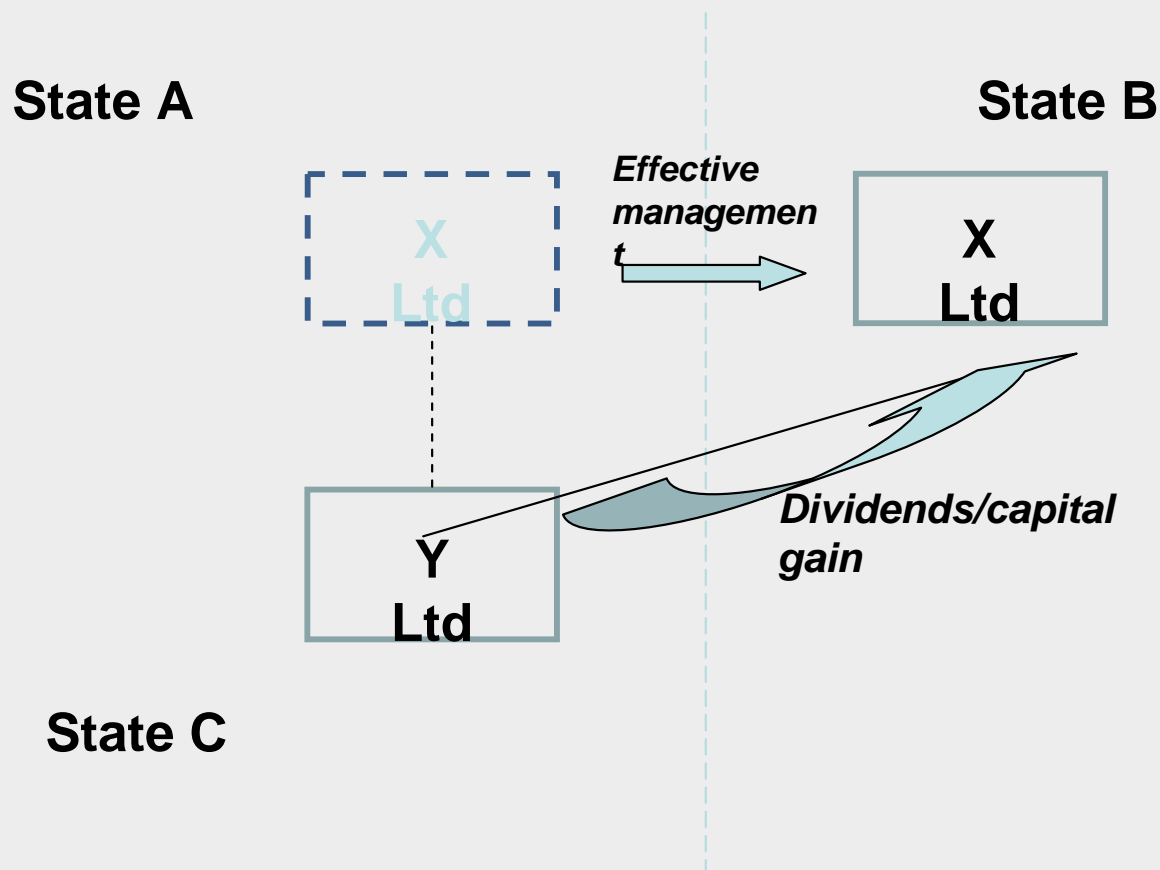 State A
State B
Effective
managemen
t
X
Ltd
X
Ltd
Dividends/capital
gain
Y
Ltd
State C